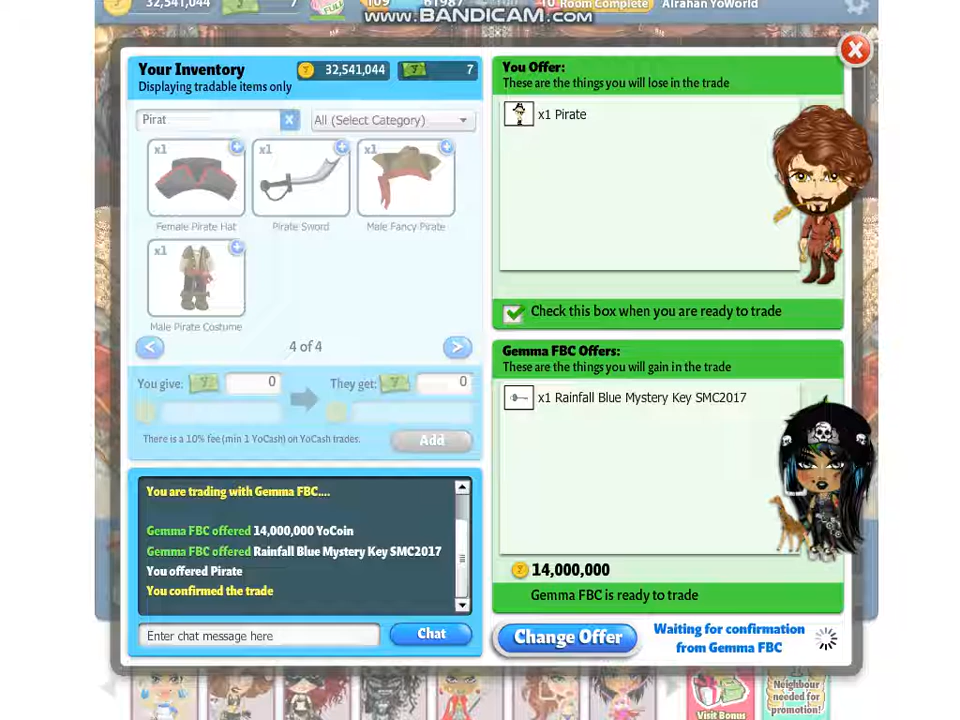 32,541,044
7
FULL
109
61987
100
10 Room Complete
Alrahan YoWorld
WWW.BANDICAM.COM
Your Inventory
32,541,044
7
Displaying tradable items only
Pirat
All (Select Category)
x1
x1
x1
Female Pirate Hat
Pirate Sword
Male Fancy Pirate
x1
Male Pirate Costume
4 of 4
You give:
0
They get:
0
There is a 10% fee (min 1 YoCash) on YoCash trades.
Add
You are trading with Gemma FBC....
Gemma FBC offered 14,000,000 YoCoin
Gemma FBC offered Rainfall Blue Mystery Key SMC2017
You offered Pirate
You confirmed the trade
Enter chat message here
Chat
You Offer:
These are the things you will lose in the trade
x1 Pirate
Check this box when you are ready to trade
Gemma FBC Offers:
These are the things you will gain in the trade
x1 Rainfall Blue Mystery Key SMC2017
14,000,000
Gemma FBC is ready to trade
Change Offer
Waiting for confirmation
from Gemma FBC
Visit Bonus
Neighbour
needed for
promotion!